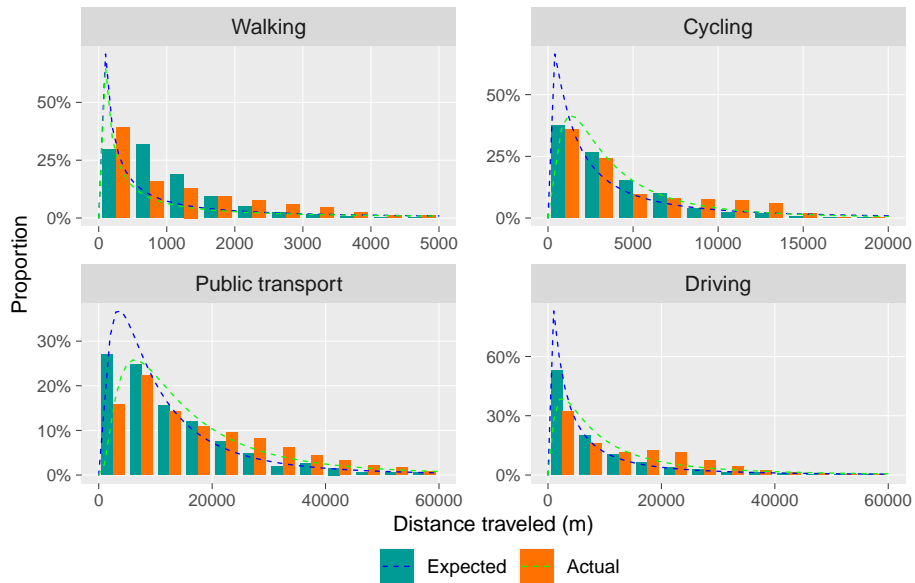 Walking
Cycling
Proportion
50%
25%
0%
0 1000 2000 3000 4000 5000
50%
25%
0%
0 5000 10000 15000 20000
Public transport
Driving
30%
20%
10%
0%
0 20000 40000 60000
60%
30%
0%
0 20000 40000 60000
Distance traveled (m)
Expected Actual